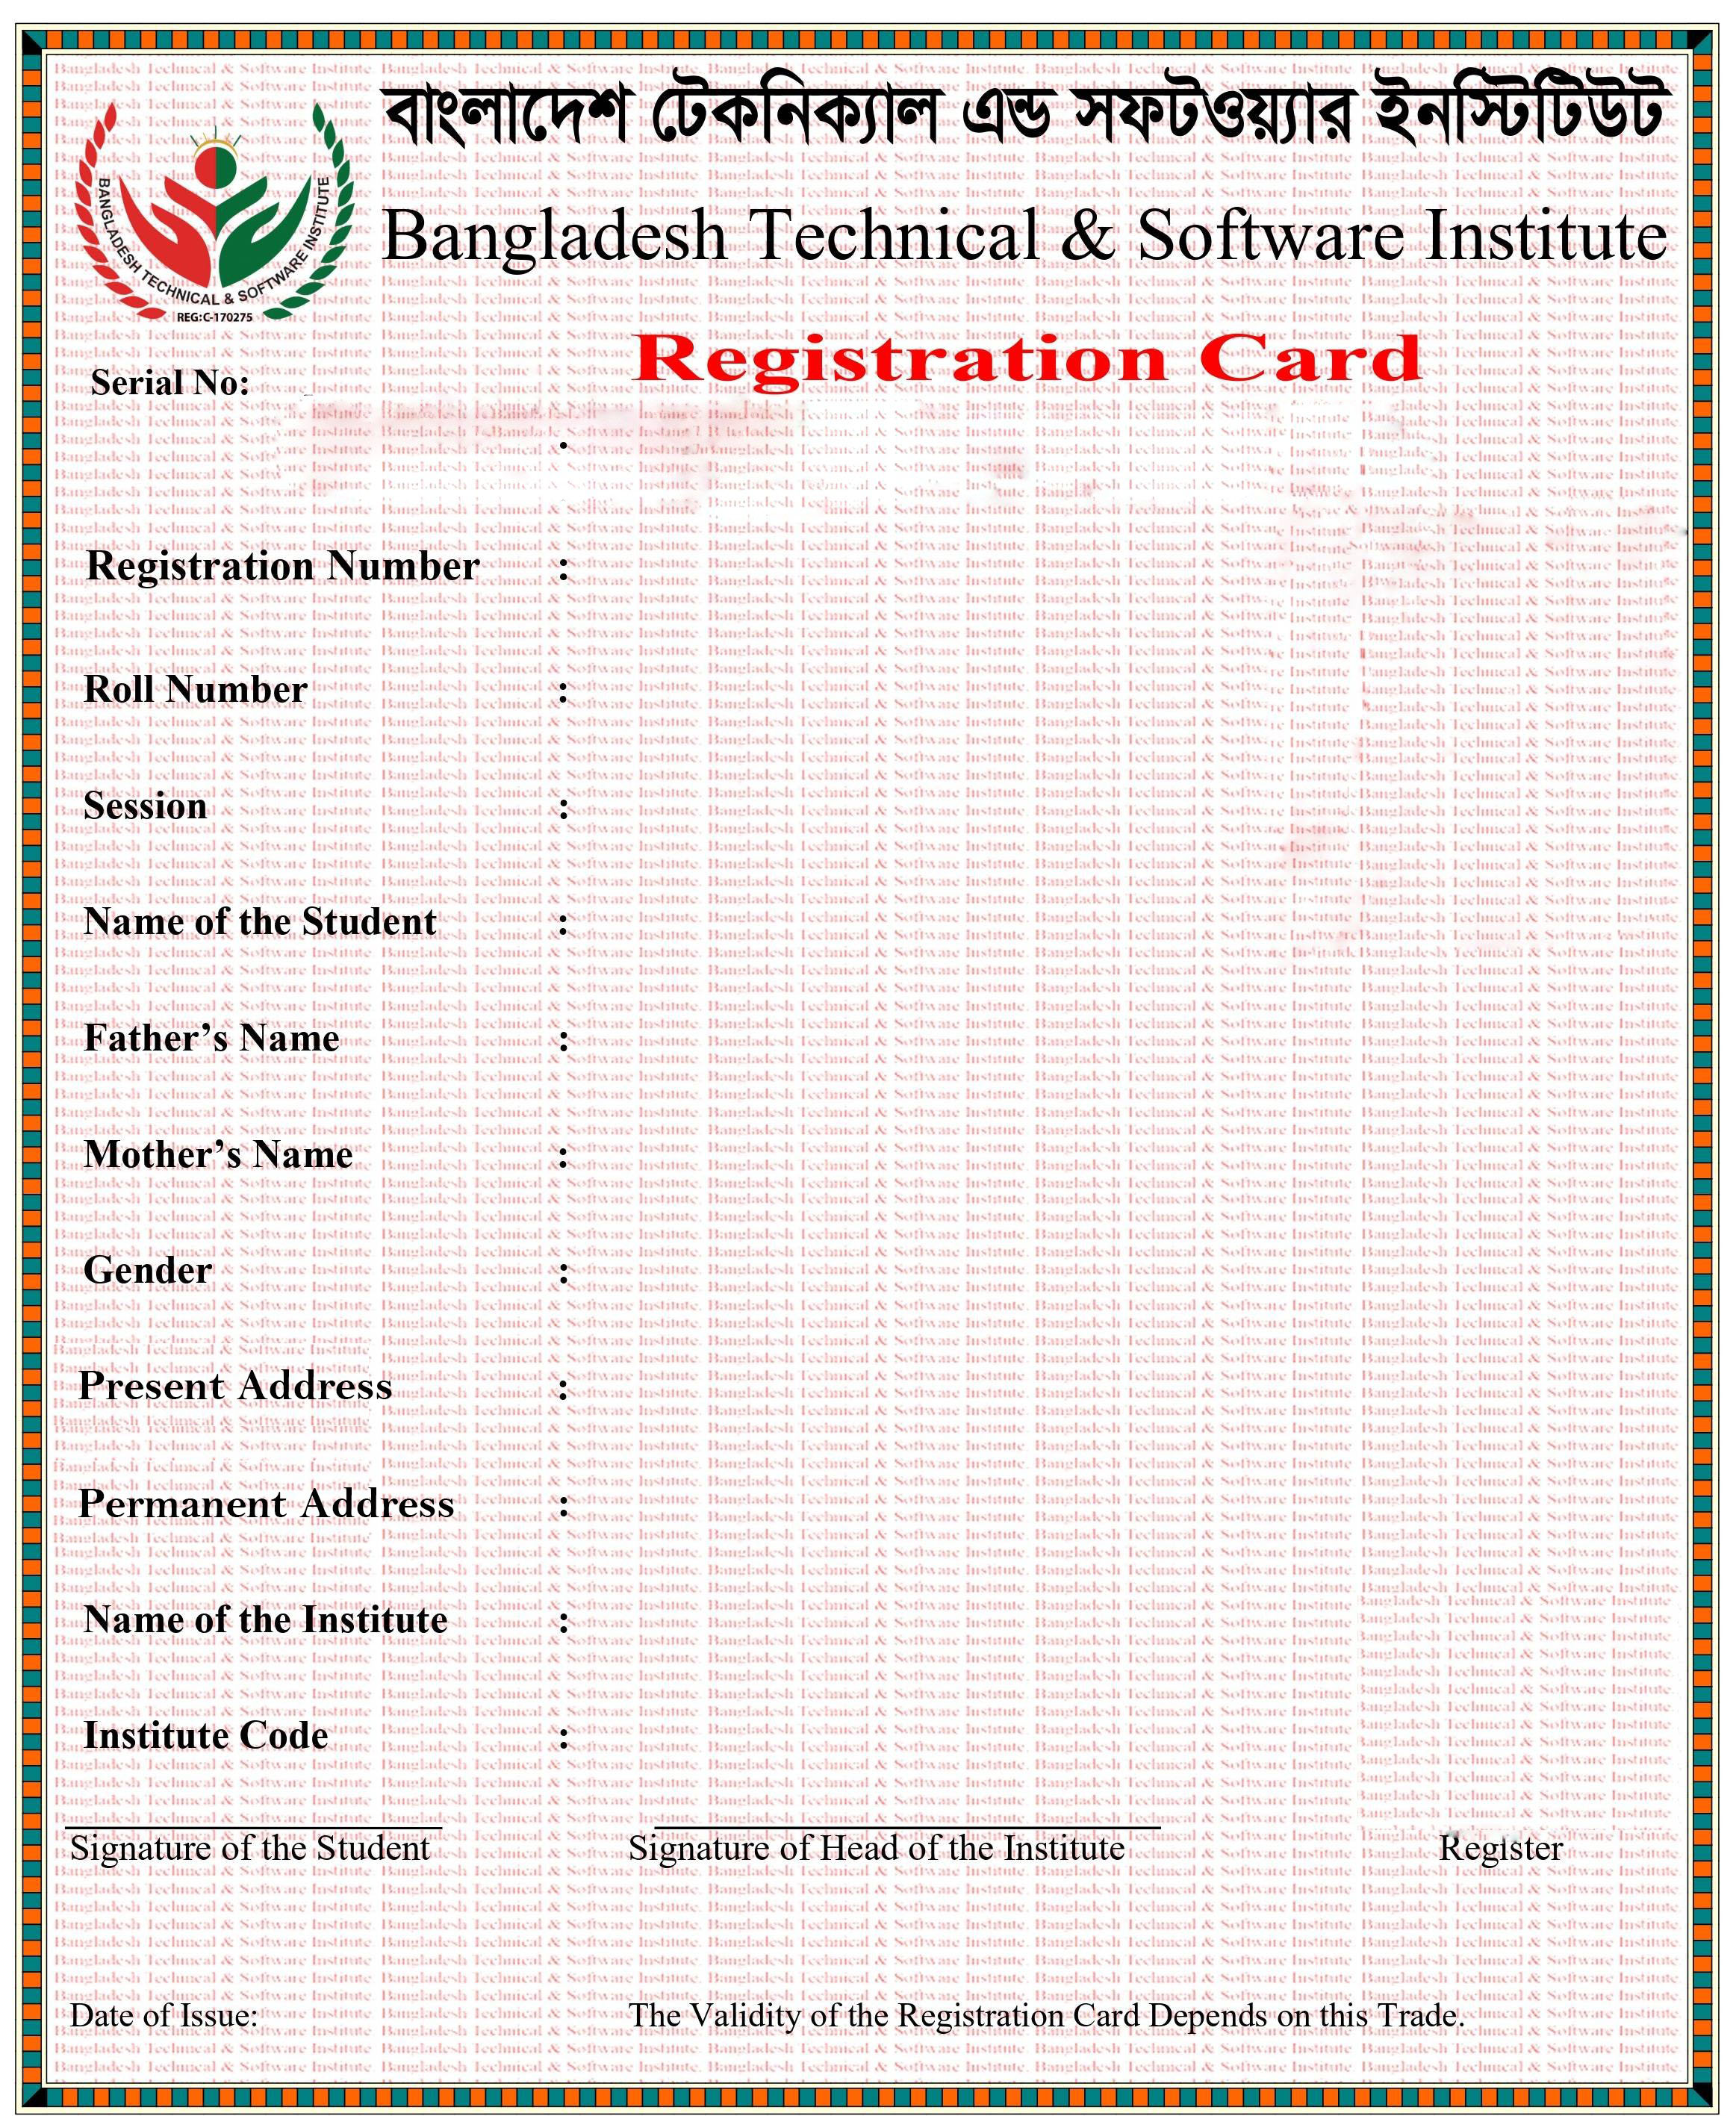 বাংলাদেশ টেকনিক্যাল এন্ড সফটওয়্যার ইনস্টিটিউট
Bangladesh Technical & Software Institute
BANGLADESH TECHNICAL & SOFTWARE INSTITUTE
REG:C-170275
Registration Card
Serial No:
:
Registration Number :
Roll Number :
Session :
Name of the Student :
Father’s Name :
Mother’s Name :
Gender :
Present Address :
Permanent Address :
Name of the Institute :
Institute Code :
Signature of the Student Signature of Head of the Institute Register
Date of Issue: The Validity of the Registration Card Depends on this Trade.